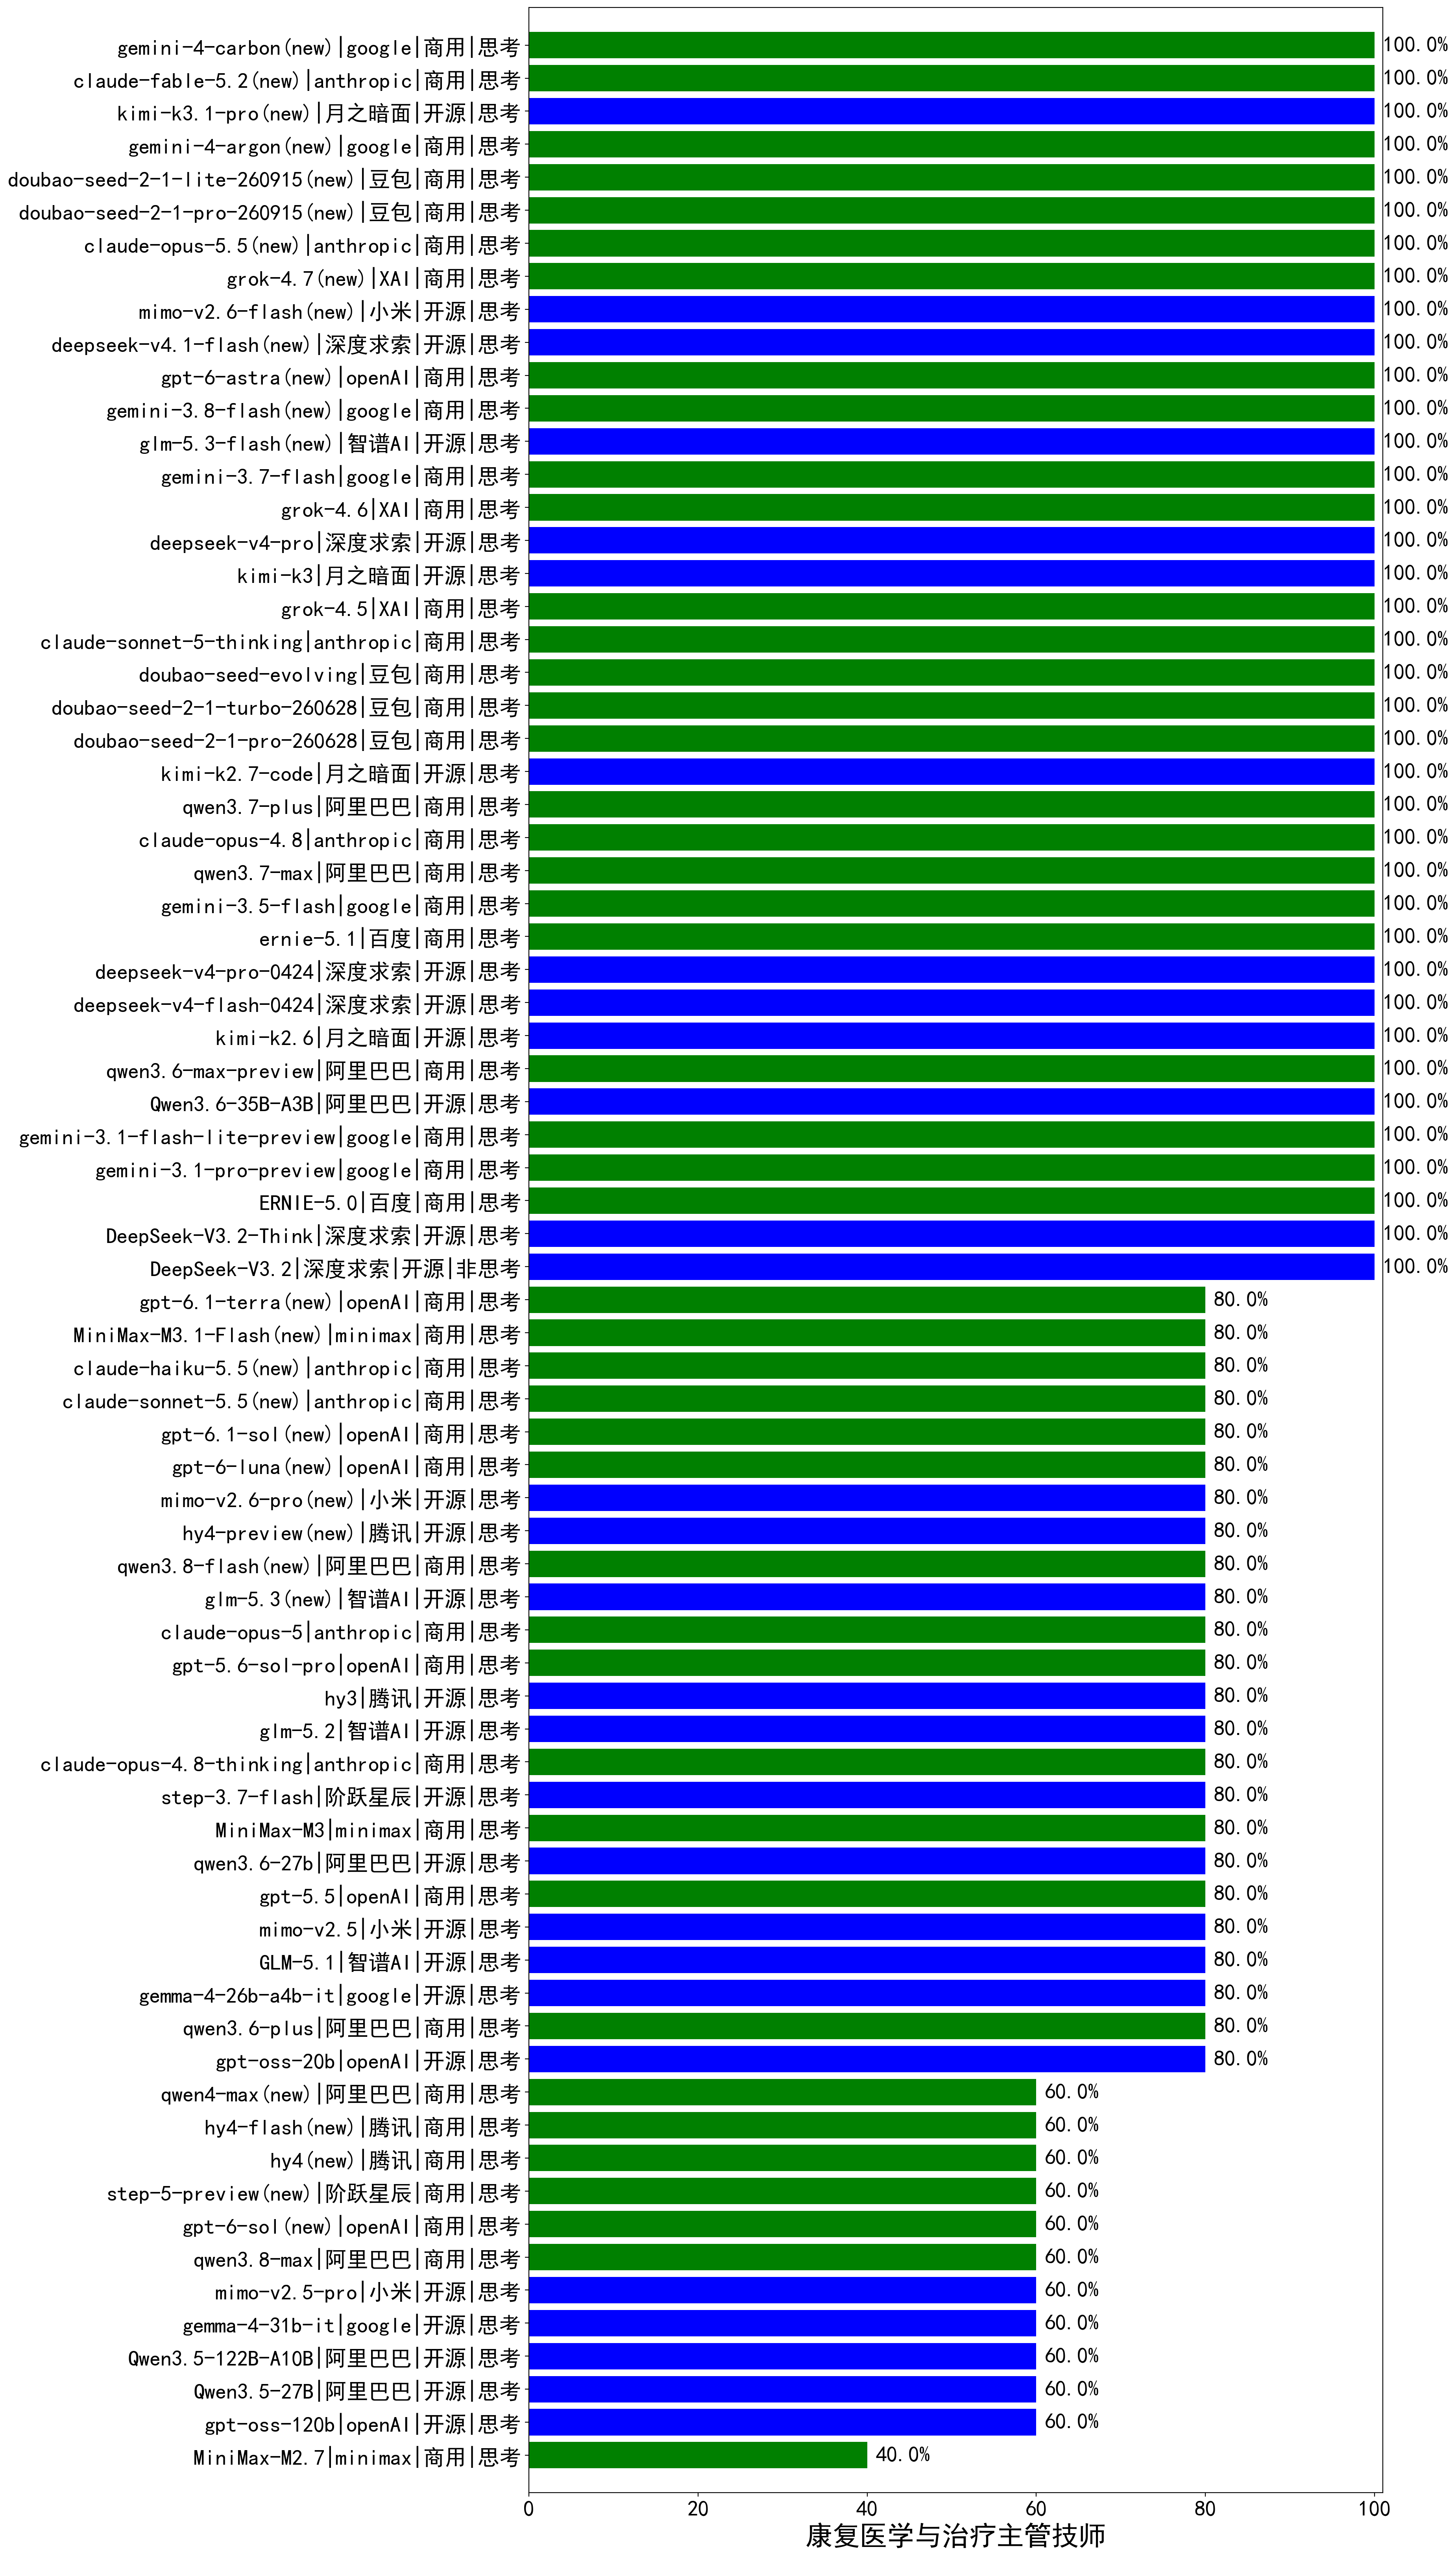 gemini-4-carbon(new)|google|商用|思考 100.0%
claude-fable-5.2(new)|anthropic|商用|思考 100.0%
kimi-k3.1-pro(new)|月之暗面|开源|思考 100.0%
gemini-4-argon(new)|google|商用|思考 100.0%
doubao-seed-2-1-lite-260915(new)|豆包|商用|思考 100.0%
doubao-seed-2-1-pro-260915(new)|豆包|商用|思考 100.0%
claude-opus-5.5(new)|anthropic|商用|思考 100.0%
grok-4.7(new)|XAI|商用|思考 100.0%
mimo-v2.6-flash(new)|小米|开源|思考 100.0%
deepseek-v4.1-flash(new)|深度求索|开源|思考 100.0%
gpt-6-astra(new)|openAI|商用|思考 100.0%
gemini-3.8-flash(new)|google|商用|思考 100.0%
glm-5.3-flash(new)|智谱AI|开源|思考 100.0%
gemini-3.7-flash|google|商用|思考 100.0%
grok-4.6|XAI|商用|思考 100.0%
deepseek-v4-pro|深度求索|开源|思考 100.0%
kimi-k3|月之暗面|开源|思考 100.0%
grok-4.5|XAI|商用|思考 100.0%
claude-sonnet-5-thinking|anthropic|商用|思考 100.0%
doubao-seed-evolving|豆包|商用|思考 100.0%
doubao-seed-2-1-turbo-260628|豆包|商用|思考 100.0%
doubao-seed-2-1-pro-260628|豆包|商用|思考 100.0%
kimi-k2.7-code|月之暗面|开源|思考 100.0%
qwen3.7-plus|阿里巴巴|商用|思考 100.0%
claude-opus-4.8|anthropic|商用|思考 100.0%
qwen3.7-max|阿里巴巴|商用|思考 100.0%
gemini-3.5-flash|google|商用|思考 100.0%
ernie-5.1|百度|商用|思考 100.0%
deepseek-v4-pro-0424|深度求索|开源|思考 100.0%
deepseek-v4-flash-0424|深度求索|开源|思考 100.0%
kimi-k2.6|月之暗面|开源|思考 100.0%
qwen3.6-max-preview|阿里巴巴|商用|思考 100.0%
Qwen3.6-35B-A3B|阿里巴巴|开源|思考 100.0%
gemini-3.1-flash-lite-preview|google|商用|思考 100.0%
gemini-3.1-pro-preview|google|商用|思考 100.0%
ERNIE-5.0|百度|商用|思考 100.0%
DeepSeek-V3.2-Think|深度求索|开源|思考 100.0%
DeepSeek-V3.2|深度求索|开源|非思考 100.0%
gpt-6.1-terra(new)|openAI|商用|思考 80.0%
MiniMax-M3.1-Flash(new)|minimax|商用|思考 80.0%
claude-haiku-5.5(new)|anthropic|商用|思考 80.0%
claude-sonnet-5.5(new)|anthropic|商用|思考 80.0%
gpt-6.1-sol(new)|openAI|商用|思考 80.0%
gpt-6-luna(new)|openAI|商用|思考 80.0%
mimo-v2.6-pro(new)|小米|开源|思考 80.0%
hy4-preview(new)|腾讯|开源|思考 80.0%
qwen3.8-flash(new)|阿里巴巴|商用|思考 80.0%
glm-5.3(new)|智谱AI|开源|思考 80.0%
claude-opus-5|anthropic|商用|思考 80.0%
gpt-5.6-sol-pro|openAI|商用|思考 80.0%
hy3|腾讯|开源|思考 80.0%
glm-5.2|智谱AI|开源|思考 80.0%
claude-opus-4.8-thinking|anthropic|商用|思考 80.0%
step-3.7-flash|阶跃星辰|开源|思考 80.0%
MiniMax-M3|minimax|商用|思考 80.0%
qwen3.6-27b|阿里巴巴|开源|思考 80.0%
gpt-5.5|openAI|商用|思考 80.0%
mimo-v2.5|小米|开源|思考 80.0%
GLM-5.1|智谱AI|开源|思考 80.0%
gemma-4-26b-a4b-it|google|开源|思考 80.0%
qwen3.6-plus|阿里巴巴|商用|思考 80.0%
gpt-oss-20b|openAI|开源|思考 80.0%
qwen4-max(new)|阿里巴巴|商用|思考 60.0%
hy4-flash(new)|腾讯|商用|思考 60.0%
hy4(new)|腾讯|商用|思考 60.0%
step-5-preview(new)|阶跃星辰|商用|思考 60.0%
gpt-6-sol(new)|openAI|商用|思考 60.0%
qwen3.8-max|阿里巴巴|商用|思考 60.0%
mimo-v2.5-pro|小米|开源|思考 60.0%
gemma-4-31b-it|google|开源|思考 60.0%
Qwen3.5-122B-A10B|阿里巴巴|开源|思考 60.0%
Qwen3.5-27B|阿里巴巴|开源|思考 60.0%
gpt-oss-120b|openAI|开源|思考 60.0%
MiniMax-M2.7|minimax|商用|思考 40.0%
0 20 40 60 80 100
康复医学与治疗主管技师